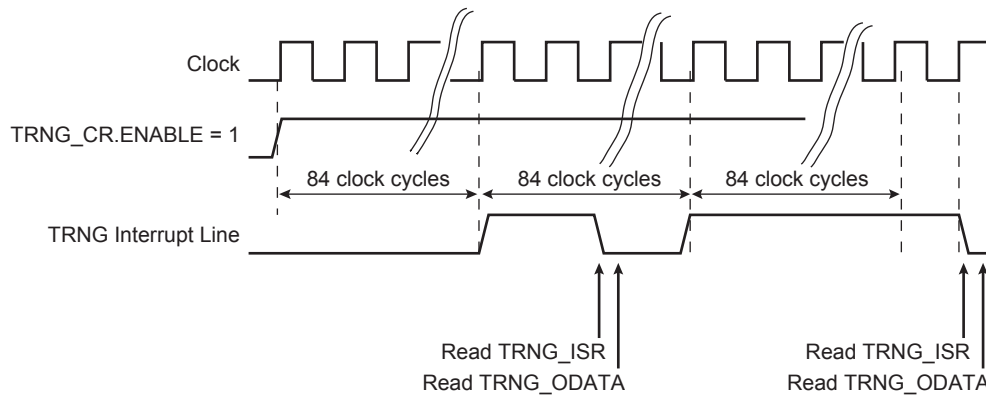 Clock
TRNG_CR.ENABLE = 1
84 clock cycles 84 clock cycles 84 clock cycles
TRNG Interrupt Line
Read TRNG_ISR Read TRNG_ISR
Read TRNG_ODATA Read TRNG_ODATA